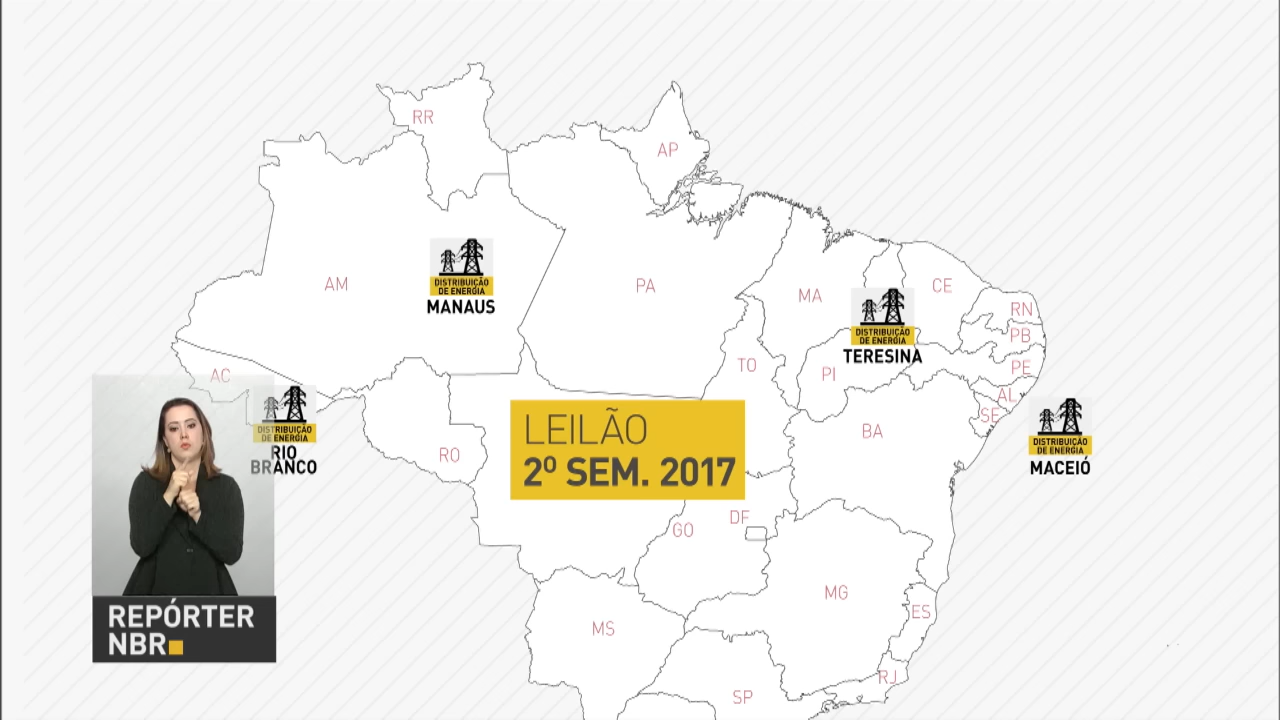 RR
AP
AM
DISTRIBUIÇÃO
DE ENERGIA
MANAUS
PA
MA
CE
RN
PB
PE
AL
SE
DISTRIBUIÇÃO
DE ENERGIA
TERESINA
PI
TO
AC
DISTRIBUIÇÃO
DE ENERGIA
RIO
BRANCO
RO
LEILÃO
2º SEM. 2017
BA
DISTRIBUIÇÃO
DE ENERGIA
MACEIÓ
GO
DF
MG
ES
MS
RJ
SP
REPÓRTER
NBR